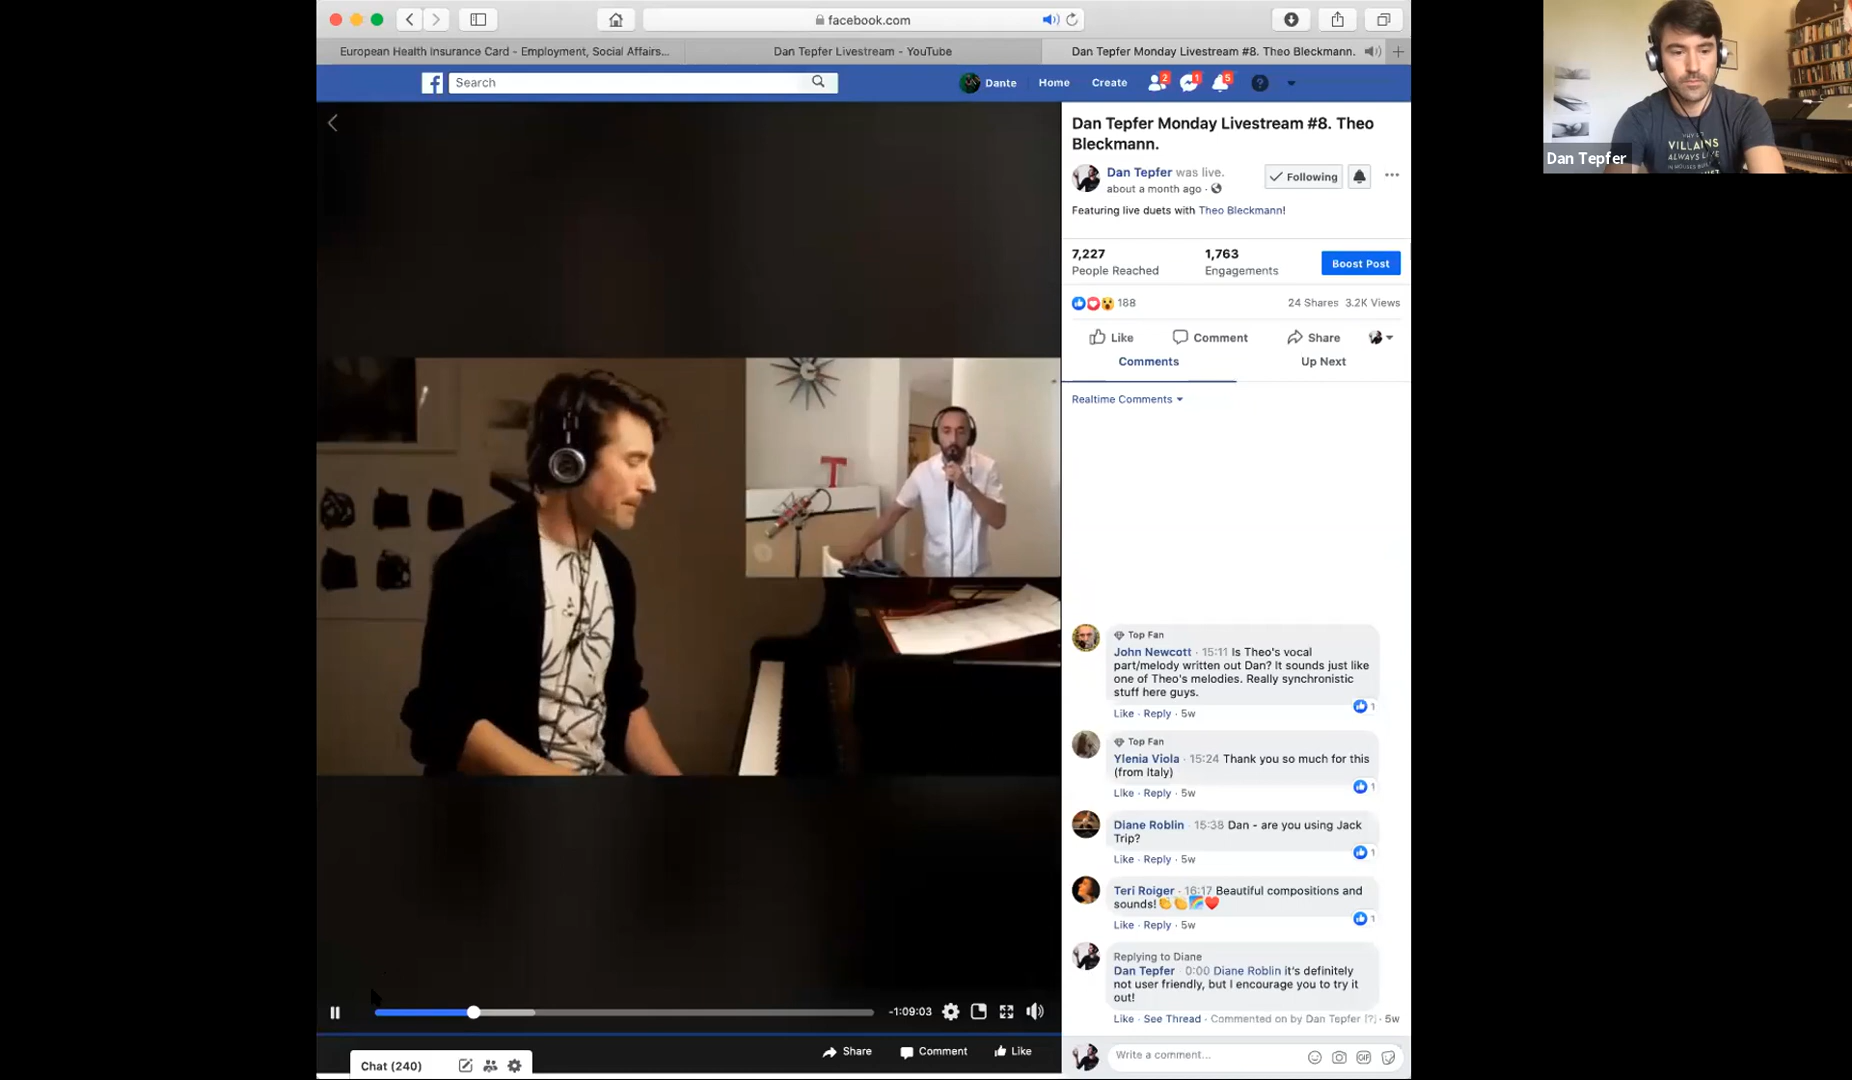 facebook.com
European Health Insurance Card - Employment, Social Affairs...
Dan Tepfer Livestream - YouTube
Dan Tepfer Monday Livestream #8. Theo Bleckmann.
Search
Dante
Home
Create
2
1
5
Dan Tepfer Monday Livestream #8. Theo
Bleckmann.
Dan Tepfer was live.
about a month ago
Following
Featuring live duets with Theo Bleckmann!
7,227
People Reached
1,763
Engagements
Boost Post
188
24 Shares 3.2K Views
Like
Comment
Share
Comments
Up Next
Realtime Comments
Top Fan
John Newcott · 15:11 Is Theo's vocal
part/melody written out Dan? It sounds just like
one of Theo's melodies. Really synchronistic
stuff here guys.
1
Like · Reply · 5w
Top Fan
Ylenia Viola · 15:24 Thank you so much for this
(from Italy)
1
Like · Reply · 5w
Diane Roblin · 15:38 Dan - are you using Jack
Trip?
1
Like · Reply · 5w
Teri Roiger · 16:17 Beautiful compositions and
sounds!👏👏🌈❤️
1
Like · Reply · 5w
Replying to Diane
Dan Tepfer · 0:00 Diane Roblin it's definitely
not user friendly, but I encourage you to try it
out!
Like · See Thread · Commented on by Dan Tepfer [?] · 5w
Write a comment...
GIF
T
-1:09:03
Share
Comment
Like
Chat (240)
VILLAINS
ALWAYS
Dan Tepfer